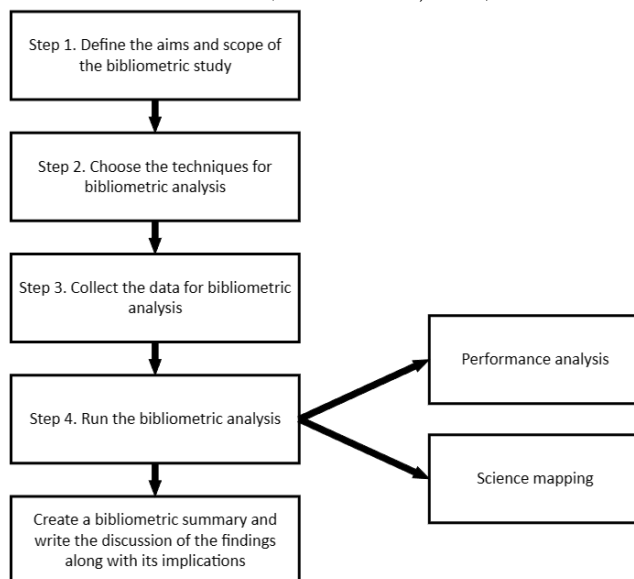 Step 1. Define the aims and scope of
the bibliometric study
Step 2. Choose the techniques for
bibliometric analysis
Step 3. Collect the data for bibliometric
analysis
Step 4. Run the bibliometric analysis
Performance analysis
Science mapping
Create a bibliometric summary and
write the discussion of the findings
along with its implications